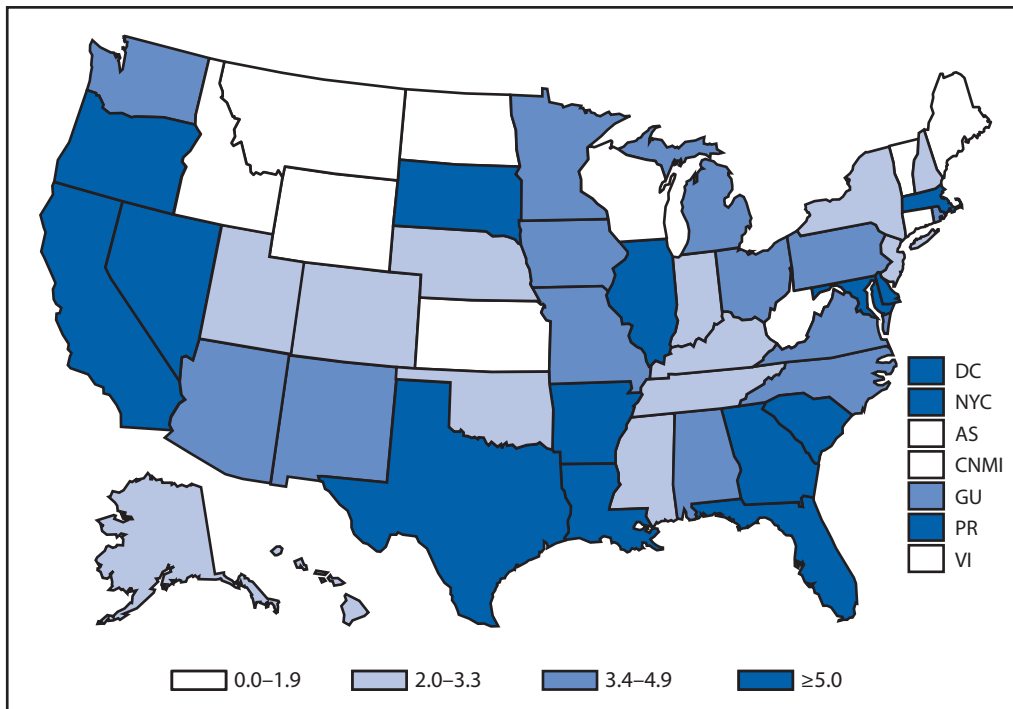 DC
NYC
AS
CNMI
GU
PR
VI
0.0–1.9
2.0–3.3
3.4–4.9
≥5.0